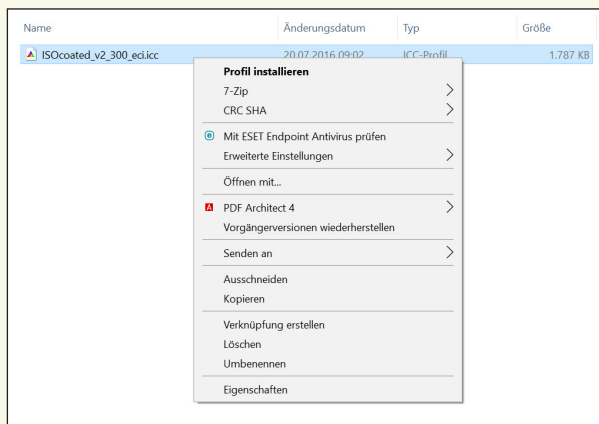 Name Änderungsdatum Typ Größe
ISOcoated_v2_300_eci.icc 20.07.2016 09:02 ICC-Profil 1.787 KB
Profil installieren
7-Zip
CRC SHA
Mit ESET Endpoint Antivirus prüfen
Erweiterte Einstellungen
Öffnen mit...
PDF Architect 4
Vorgängerversionen wiederherstellen
Senden an
Ausschneiden
Kopieren
Verknüpfung erstellen
Löschen
Umbenennen
Eigenschaften